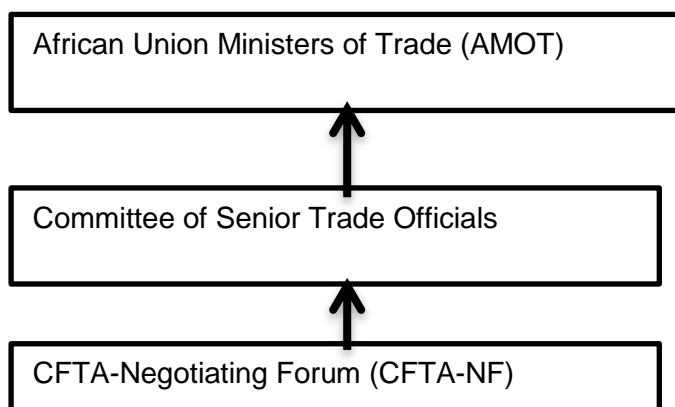 African Union Ministers of Trade (AMOT)
Committee of Senior Trade Officials
CFTA-Negotiating Forum (CFTA-NF)